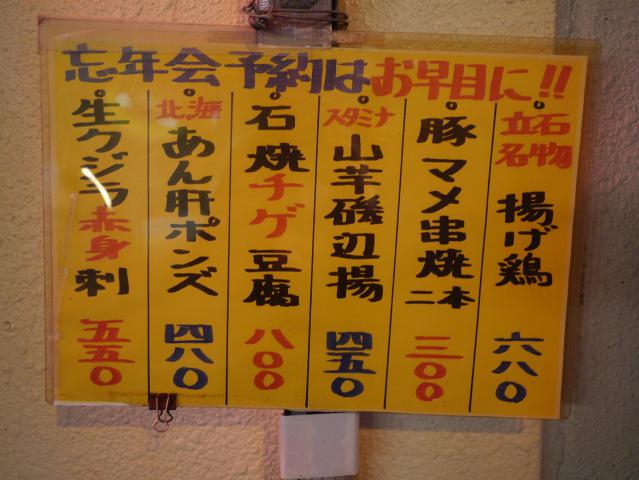 忘年会予約はお早目に!!
立石名物 揚げ鶏 六八〇
豚マメ串焼二本 三〇〇
スタミナ 山芋磯辺揚 四五〇
石焼チゲ豆腐 八〇〇
北海あん肝ポンズ 四八〇
生クジラ赤身刺 五五〇